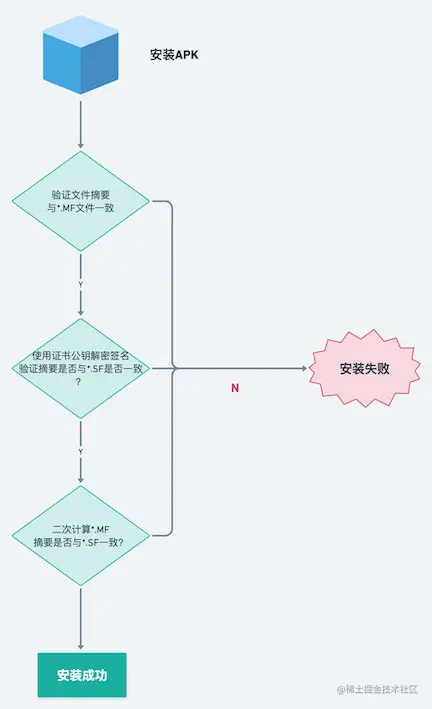 安装APK
验证文件摘要
与*.MF文件一致
Y
使用证书公钥解密签名
验证摘要是否与*.SF是否一致
?
安装失败
N
Y
二次计算*.MF
摘要是否与*.SF一致?
安装成功
@稀土掘金技术社区